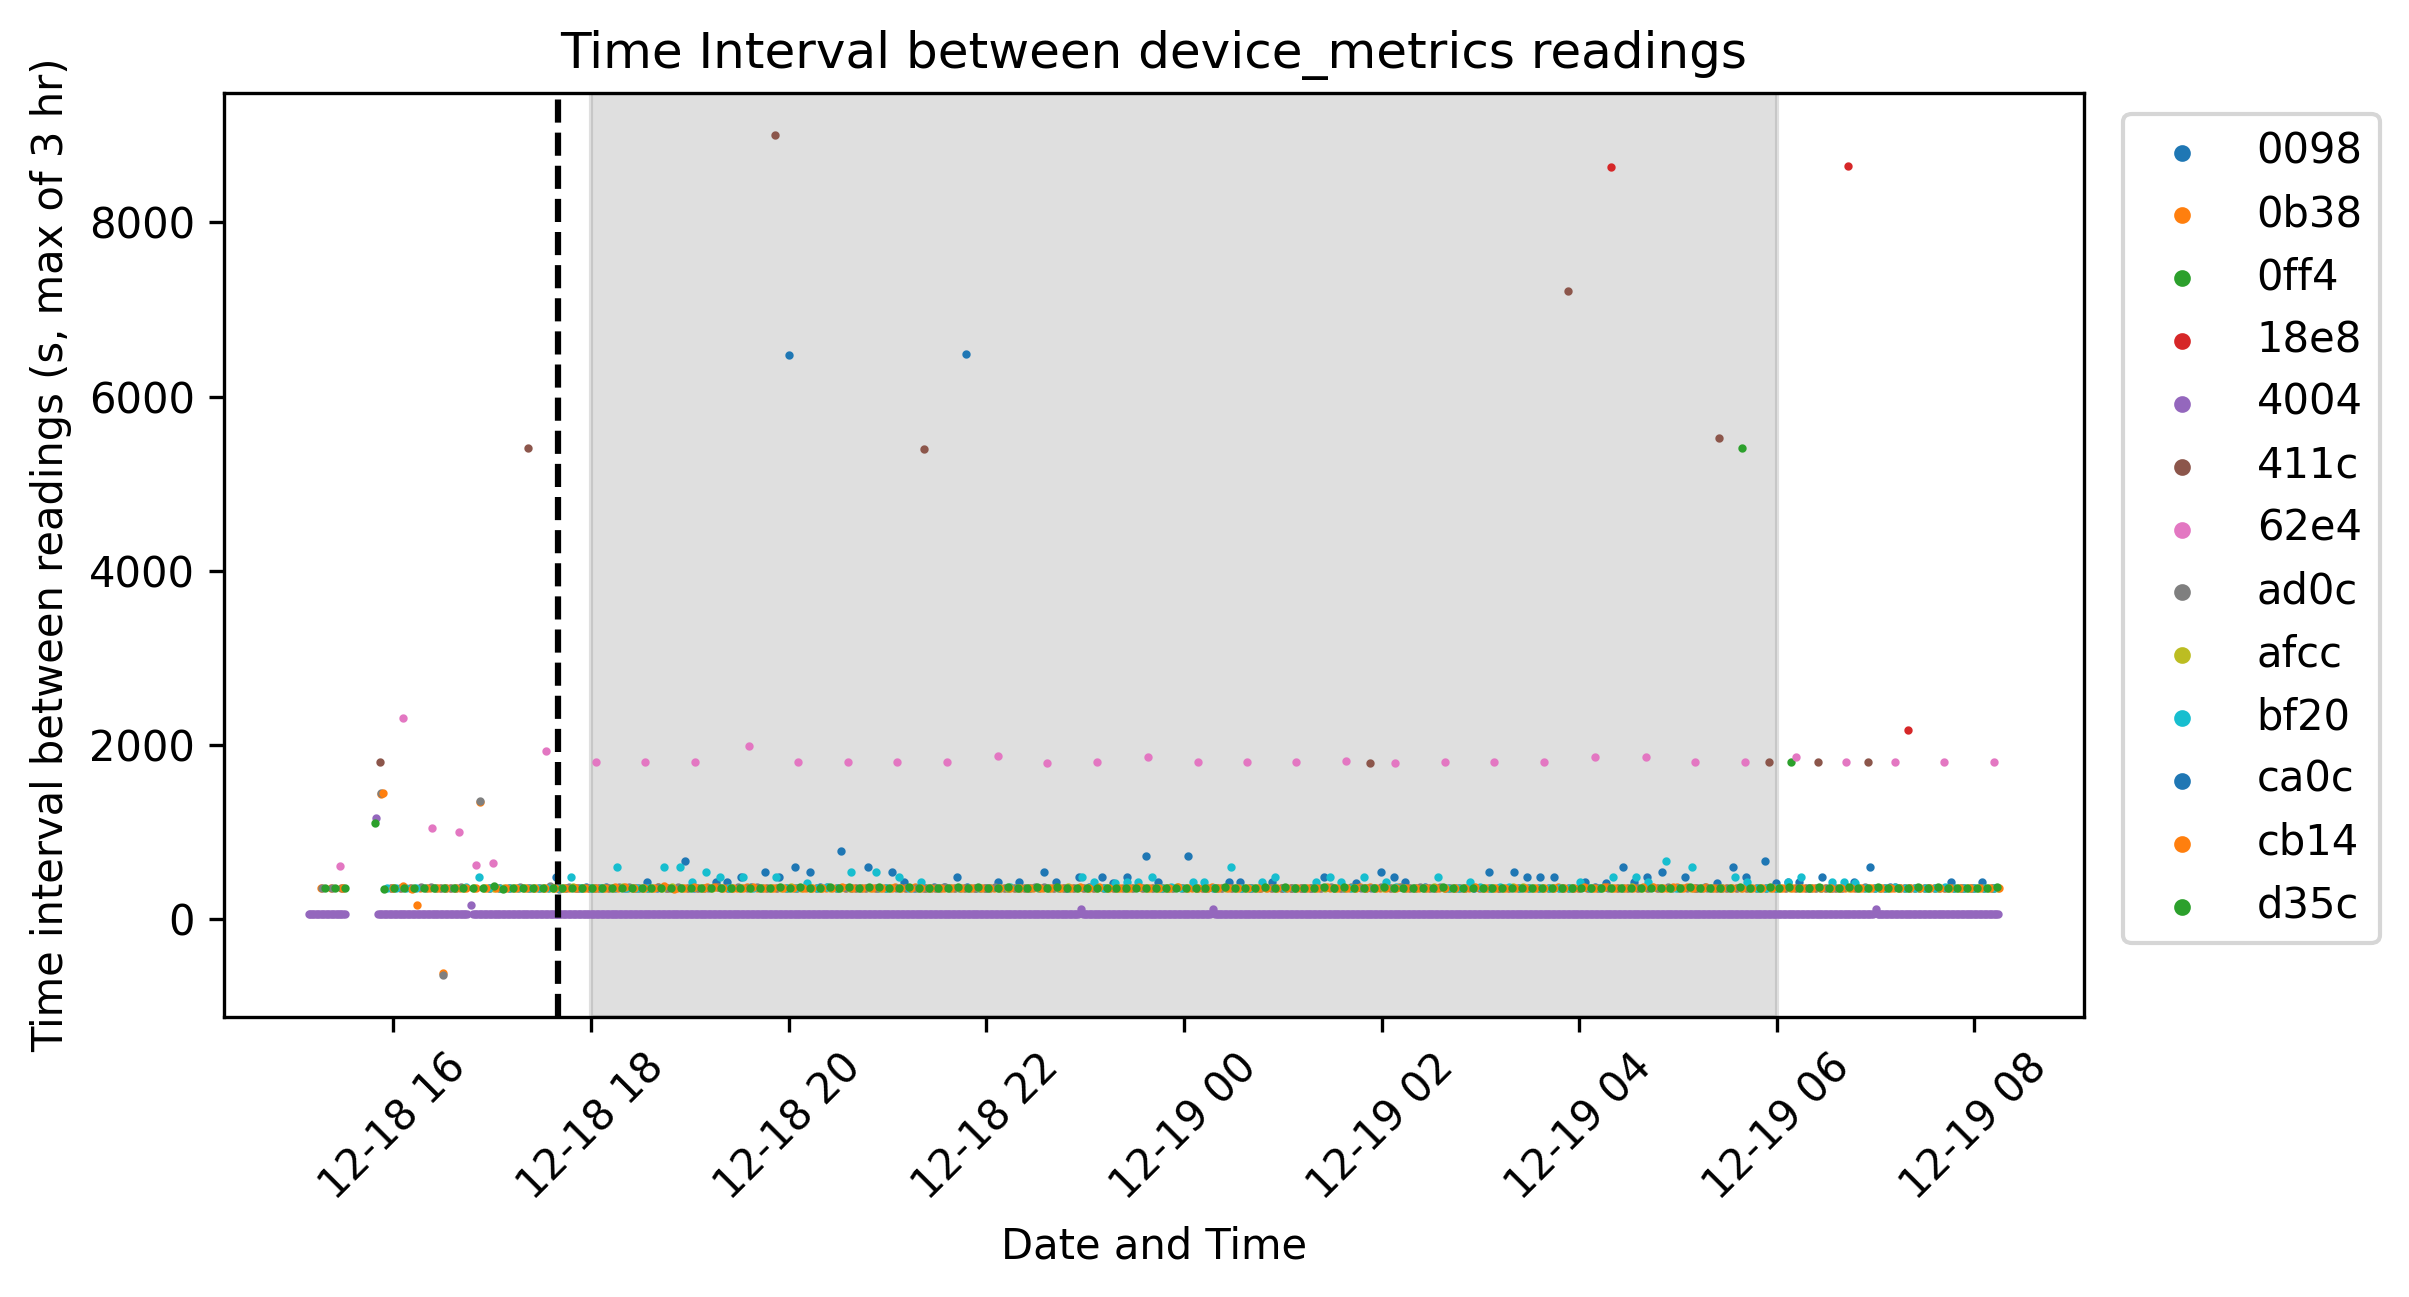 Time Interval between device_metrics readings
Time interval between readings (s, max of 3 hr)
8000
6000
4000
2000
0
12-18 16
12-18 18
12-18 20
12-18 22
12-19 00
12-19 02
12-19 04
12-19 06
12-19 08
Date and Time
0098
0b38
0ff4
18e8
4004
411c
62e4
ad0c
afcc
bf20
ca0c
cb14
d35c